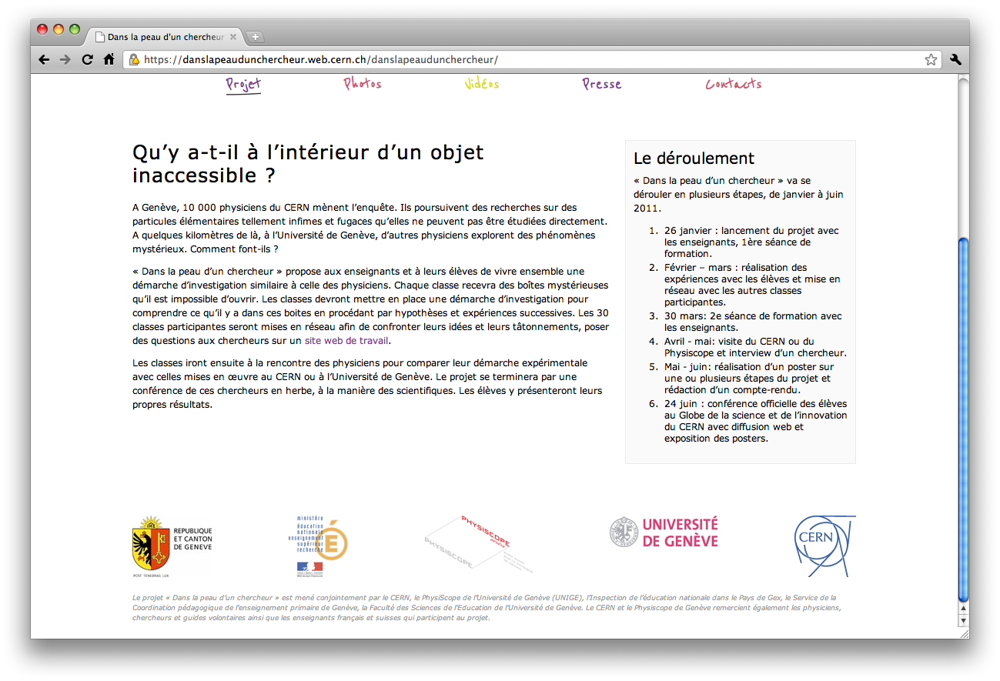 Dans la peau d'un chercheur
https://danslapeaudunchercheur.web.cern.ch/danslapeaudunchercheur/
Projet
Photos
Vidéos
Presse
Contacts
Qu’y a-t-il à l’intérieur d’un objet
inaccessible ?
A Genève, 10 000 physiciens du CERN mènent l’enquête. Ils poursuivent des recherches sur des
particules élémentaires tellement infimes et fugaces qu’elles ne peuvent pas être étudiées directement.
A quelques kilomètres de là, à l’Université de Genève, d’autres physiciens explorent des phénomènes
mystérieux. Comment font-ils ?
« Dans la peau d’un chercheur » propose aux enseignants et à leurs élèves de vivre ensemble une
démarche d’investigation similaire à celle des physiciens. Chaque classe recevra des boîtes mystérieuses
qu’il est impossible d’ouvrir. Les classes devront mettre en place une démarche d’investigation pour
comprendre ce qu’il y a dans ces boites en procédant par hypothèses et expériences successives. Les 30
classes participantes seront mises en réseau afin de confronter leurs idées et leurs tâtonnements, poser
des questions aux chercheurs sur un site web de travail.
Les classes iront ensuite à la rencontre des physiciens pour comparer leur démarche expérimentale
avec celles mises en œuvre au CERN ou à l’Université de Genève. Le projet se terminera par une
conférence de ces chercheurs en herbe, à la manière des scientifiques. Les élèves y présenteront leurs
propres résultats.
Le déroulement
« Dans la peau d’un chercheur » va se
dérouler en plusieurs étapes, de janvier à juin
2011.
1. 26 janvier : lancement du projet avec
les enseignants, 1ère séance de
formation.
2. Février – mars : réalisation des
expériences avec les élèves et mise en
réseau avec les autres classes
participantes.
3. 30 mars: 2e séance de formation avec
les enseignants.
4. Avril - mai: visite du CERN ou du
Physiscope et interview d’un chercheur.
5. Mai - juin: réalisation d’un poster sur
une ou plusieurs étapes du projet et
rédaction d’un compte-rendu.
6. 24 juin : conférence officielle des élèves
au Globe de la science et de l’innovation
du CERN avec diffusion web et
exposition des posters.
REPUBLIQUE
ET CANTON
DE GENEVE
POST TENEBRAS LUX
ministère
éducation
nationale
enseignement
supérieur
recherche
É
PHYSISCOPE
GENÈVE
PHYSISCOPE
UNIVERSITÉ
DE GENÈVE
CERN
Le projet « Dans la peau d’un chercheur » est mené conjointement par le CERN, le PhysiScope de l’Université de Genève (UNIGE), l’Inspection de l’éducation nationale dans le Pays de Gex, le Service de la
Coordination pédagogique de l’enseignement primaire de Genève, la Faculté des Sciences de l’Education de l’Université de Genève. Le CERN et le Physiscope de Genève remercient également les physiciens,
chercheurs et guides volontaires ainsi que les enseignants français et suisses qui participent au projet.